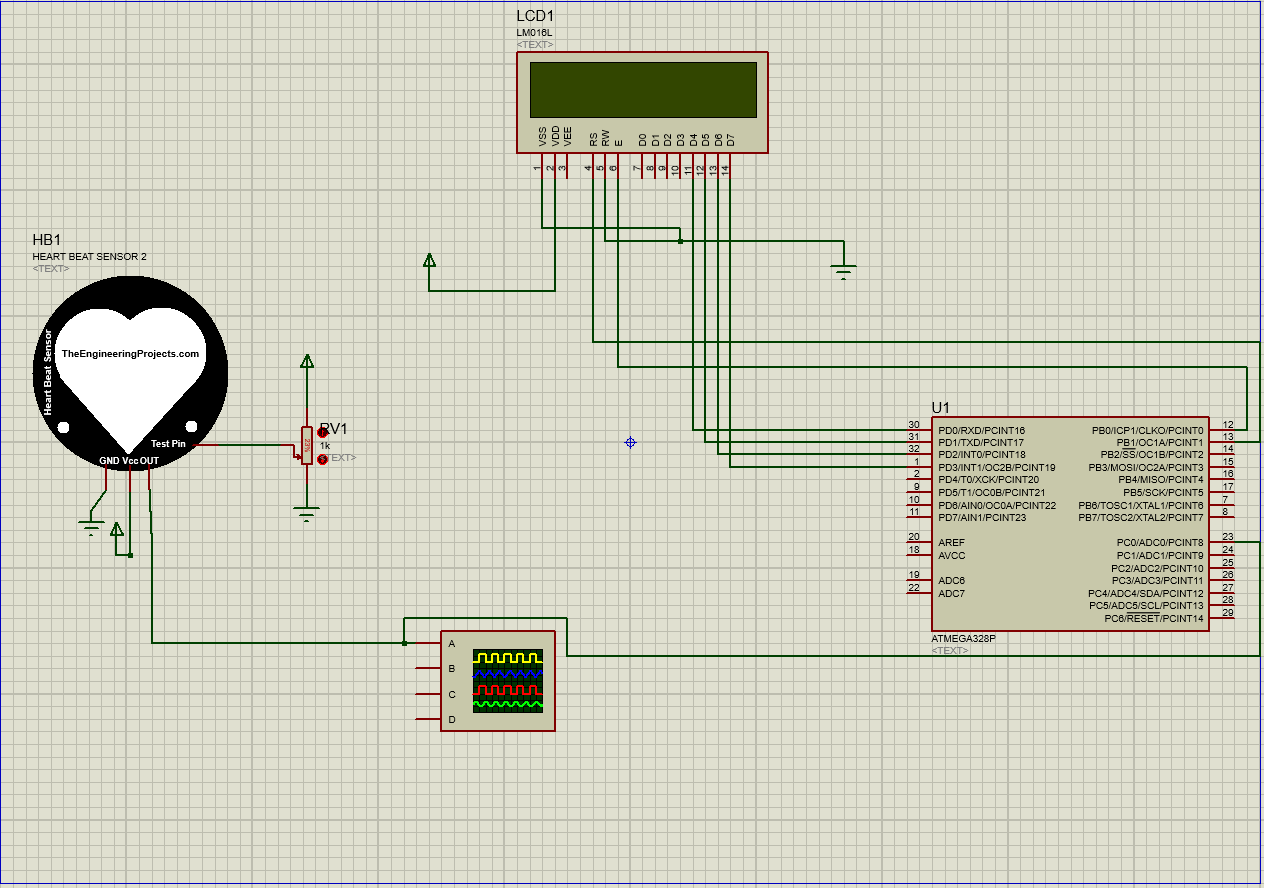 LCD1
LM016L
<TEXT>
VSS
VDD
VEE
RS
RW
E
D0
D1
D2
D3
D4
D5
D6
D7
1
2
3
4
5
6
7
8
9
10
11
12
13
14
HB1
HEART BEAT SENSOR 2
<TEXT>
Heart Beat Sensor
TheEngineeringProjects.com
Test Pin
GND Vcc OUT
RV1
1k
<TEXT>
U1
30 PD0/RXD/PCINT16 PB0/ICP1/CLKO/PCINT0 12
31 PD1/TXD/PCINT17 PB1/OC1A/PCINT1 13
32 PD2/INT0/PCINT18 PB2/SS/OC1B/PCINT2 14
1 PD3/INT1/OC2B/PCINT19 PB3/MOSI/OC2A/PCINT3 15
2 PD4/T0/XCK/PCINT20 PB4/MISO/PCINT4 16
9 PD5/T1/OC0B/PCINT21 PB5/SCK/PCINT5 17
10 PD6/AIN0/OC0A/PCINT22 PB6/TOSC1/XTAL1/PCINT6 7
11 PD7/AIN1/PCINT23 PB7/TOSC2/XTAL2/PCINT7 8
20 AREF PC0/ADC0/PCINT8 23
18 AVCC PC1/ADC1/PCINT9 24
PC2/ADC2/PCINT10 25
19 ADC6 PC3/ADC3/PCINT11 26
22 ADC7 PC4/ADC4/SDA/PCINT12 27
PC5/ADC5/SCL/PCINT13 28
PC6/RESET/PCINT14 29
ATMEGA328P
<TEXT>
A
B
C
D